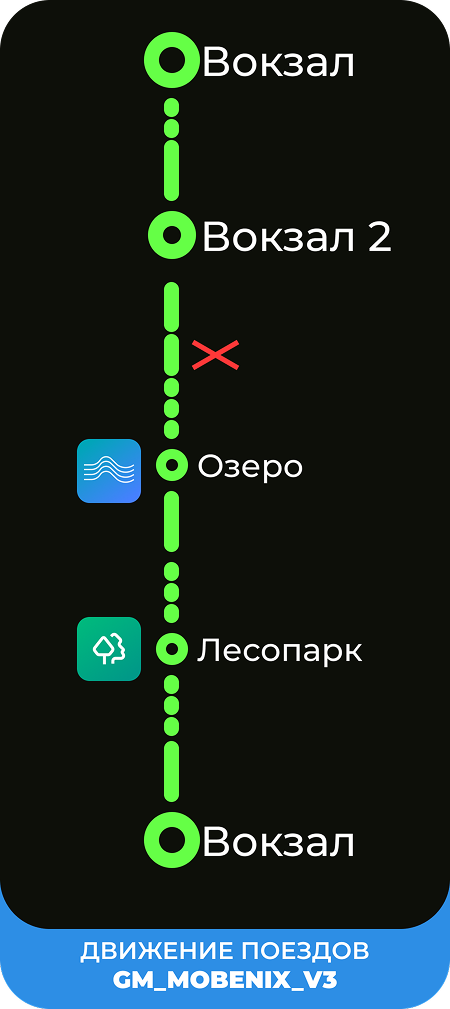 Вокзал
Вокзал 2
Озеро
Лесопарк
Вокзал
ДВИЖЕНИЕ ПОЕЗДОВ
GM_MOBENIX_V3